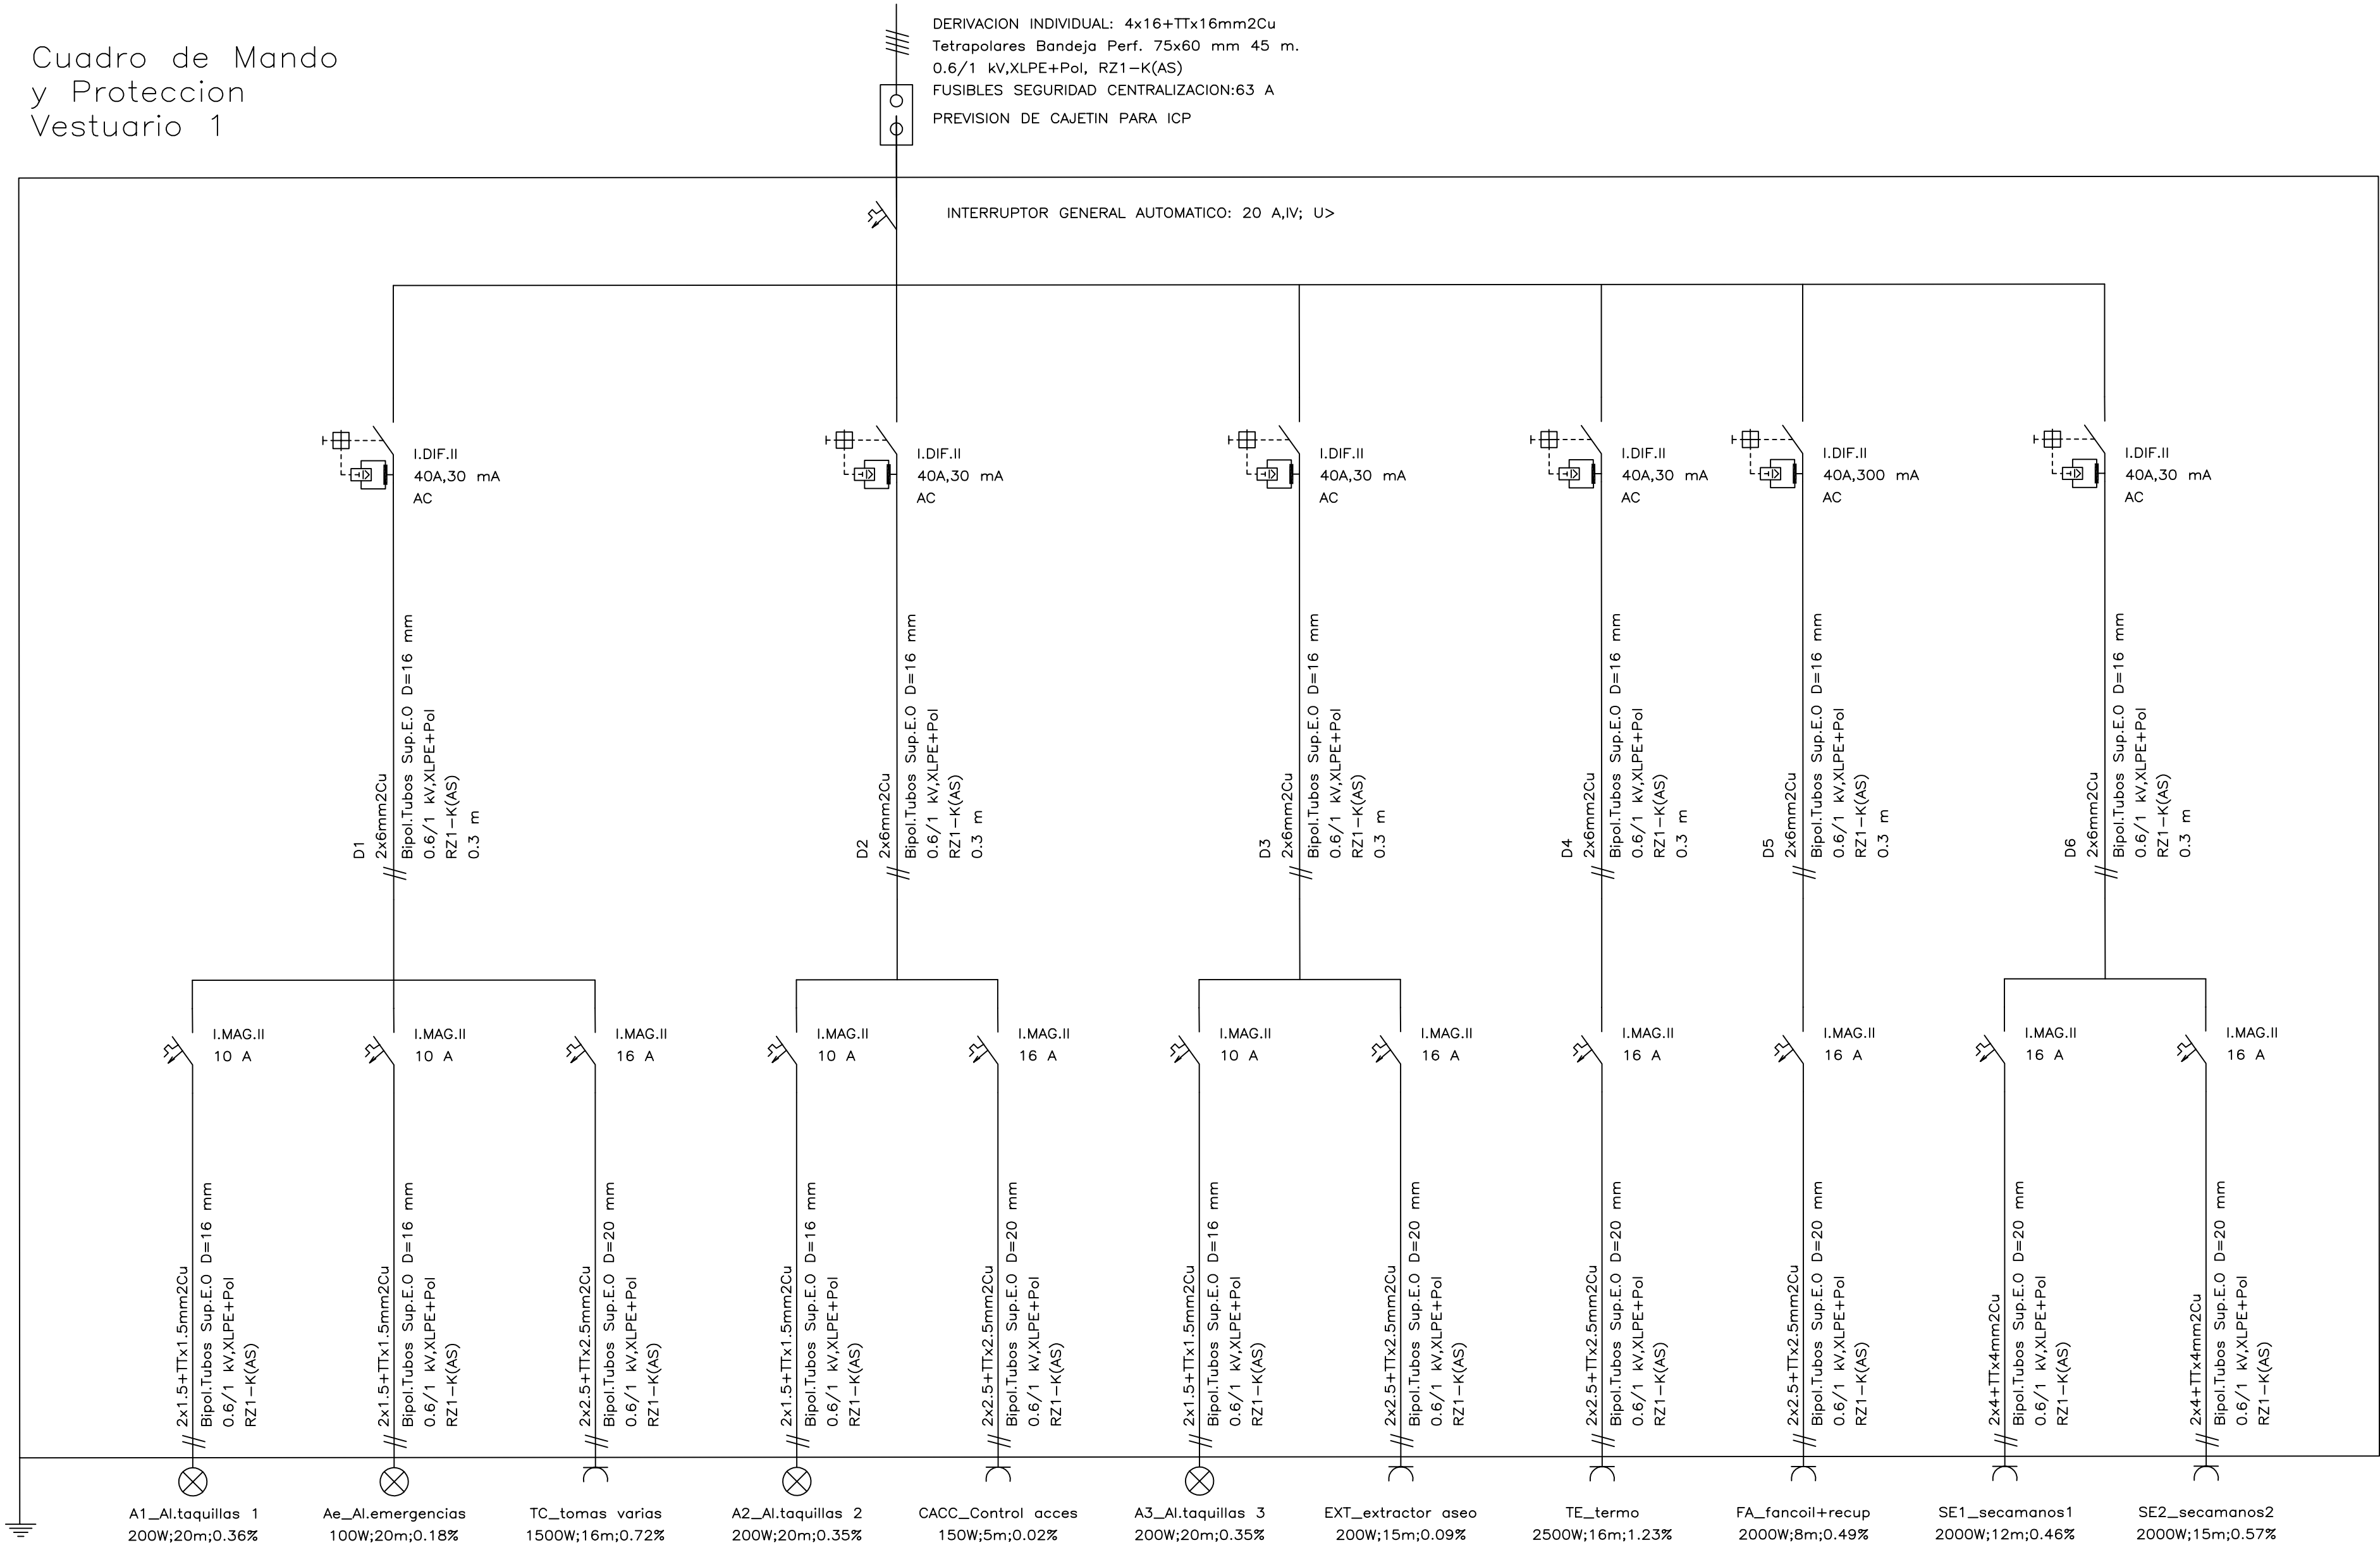 Cuadro de Mando
y Proteccion
Vestuario 1
DERIVACION INDIVIDUAL: 4x16+TTx16mm2Cu
Tetrapolares Bandeja Perf. 75x60 mm 45 m.
0.6/1 kV,XLPE+Pol, RZ1-K(AS)
FUSIBLES SEGURIDAD CENTRALIZACION:63 A
PREVISION DE CAJETIN PARA ICP
INTERRUPTOR GENERAL AUTOMATICO: 20 A,IV; U>
I.DIF.II
40A,30 mA
AC
I.DIF.II
40A,30 mA
AC
I.DIF.II
40A,30 mA
AC
I.DIF.II
40A,30 mA
AC
I.DIF.II
40A,300 mA
AC
I.DIF.II
40A,30 mA
AC
D1
2x6mm2Cu
Bipol.Tubos Sup.E.O D=16 mm
0.6/1 kV,XLPE+Pol
RZ1-K(AS)
0.3 m
D2
2x6mm2Cu
Bipol.Tubos Sup.E.O D=16 mm
0.6/1 kV,XLPE+Pol
RZ1-K(AS)
0.3 m
D3
2x6mm2Cu
Bipol.Tubos Sup.E.O D=16 mm
0.6/1 kV,XLPE+Pol
RZ1-K(AS)
0.3 m
D4
2x6mm2Cu
Bipol.Tubos Sup.E.O D=16 mm
0.6/1 kV,XLPE+Pol
RZ1-K(AS)
0.3 m
D5
2x6mm2Cu
Bipol.Tubos Sup.E.O D=16 mm
0.6/1 kV,XLPE+Pol
RZ1-K(AS)
0.3 m
D6
2x6mm2Cu
Bipol.Tubos Sup.E.O D=16 mm
0.6/1 kV,XLPE+Pol
RZ1-K(AS)
0.3 m
I.MAG.II
10 A
I.MAG.II
10 A
I.MAG.II
16 A
I.MAG.II
10 A
I.MAG.II
16 A
I.MAG.II
10 A
I.MAG.II
16 A
I.MAG.II
16 A
I.MAG.II
16 A
I.MAG.II
16 A
I.MAG.II
16 A
2x1.5+TTx1.5mm2Cu
Bipol.Tubos Sup.E.O D=16 mm
0.6/1 kV,XLPE+Pol
RZ1-K(AS)
2x1.5+TTx1.5mm2Cu
Bipol.Tubos Sup.E.O D=16 mm
0.6/1 kV,XLPE+Pol
RZ1-K(AS)
2x2.5+TTx2.5mm2Cu
Bipol.Tubos Sup.E.O D=20 mm
0.6/1 kV,XLPE+Pol
RZ1-K(AS)
2x1.5+TTx1.5mm2Cu
Bipol.Tubos Sup.E.O D=16 mm
0.6/1 kV,XLPE+Pol
RZ1-K(AS)
2x2.5+TTx2.5mm2Cu
Bipol.Tubos Sup.E.O D=20 mm
0.6/1 kV,XLPE+Pol
RZ1-K(AS)
2x1.5+TTx1.5mm2Cu
Bipol.Tubos Sup.E.O D=16 mm
0.6/1 kV,XLPE+Pol
RZ1-K(AS)
2x2.5+TTx2.5mm2Cu
Bipol.Tubos Sup.E.O D=20 mm
0.6/1 kV,XLPE+Pol
RZ1-K(AS)
2x2.5+TTx2.5mm2Cu
Bipol.Tubos Sup.E.O D=20 mm
0.6/1 kV,XLPE+Pol
RZ1-K(AS)
2x2.5+TTx2.5mm2Cu
Bipol.Tubos Sup.E.O D=20 mm
0.6/1 kV,XLPE+Pol
RZ1-K(AS)
2x4+TTx4mm2Cu
Bipol.Tubos Sup.E.O D=20 mm
0.6/1 kV,XLPE+Pol
RZ1-K(AS)
2x4+TTx4mm2Cu
Bipol.Tubos Sup.E.O D=20 mm
0.6/1 kV,XLPE+Pol
RZ1-K(AS)
A1_Al.taquillas 1
200W;20m;0.36%
Ae_Al.emergencias
100W;20m;0.18%
TC_tomas varias
1500W;16m;0.72%
A2_Al.taquillas 2
200W;20m;0.35%
CACC_Control acces
150W;5m;0.02%
A3_Al.taquillas 3
200W;20m;0.35%
EXT_extractor aseo
200W;15m;0.09%
TE_termo
2500W;16m;1.23%
FA_fancoil+recup
2000W;8m;0.49%
SE1_secamanos1
2000W;12m;0.46%
SE2_secamanos2
2000W;15m;0.57%